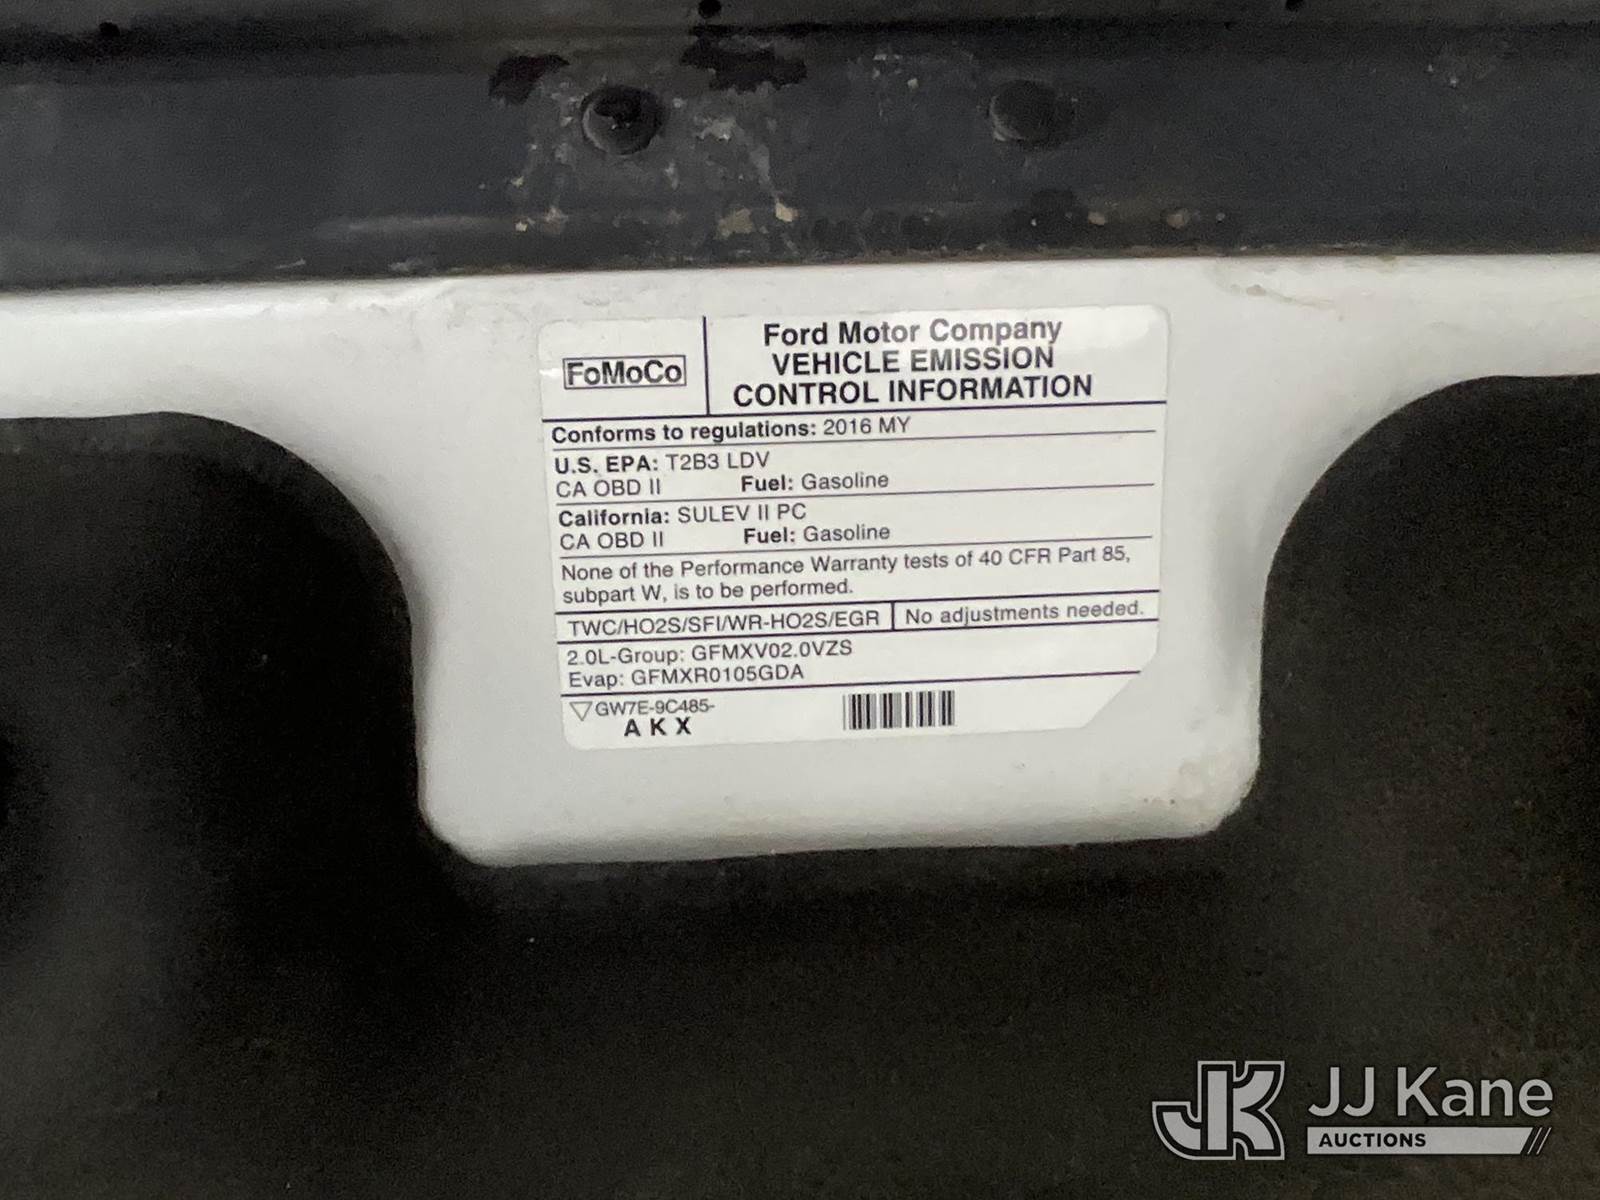 FoMoCo
Ford Motor Company
VEHICLE EMISSION
CONTROL INFORMATION
Conforms to regulations: 2016 MY
U.S. EPA: T2B3 LDV
CA OBD II Fuel: Gasoline
California: SULEV II PC
CA OBD II Fuel: Gasoline
None of the Performance Warranty tests of 40 CFR Part 85,
subpart W, is to be performed.
TWC/HO2S/SFI/WR-HO2S/EGR No adjustments needed.
2.0L-Group: GFMXV02.0VZS
Evap: GFMXR0105GDA
GW7E-9C485-
A K X
JK JJ Kane
AUCTIONS